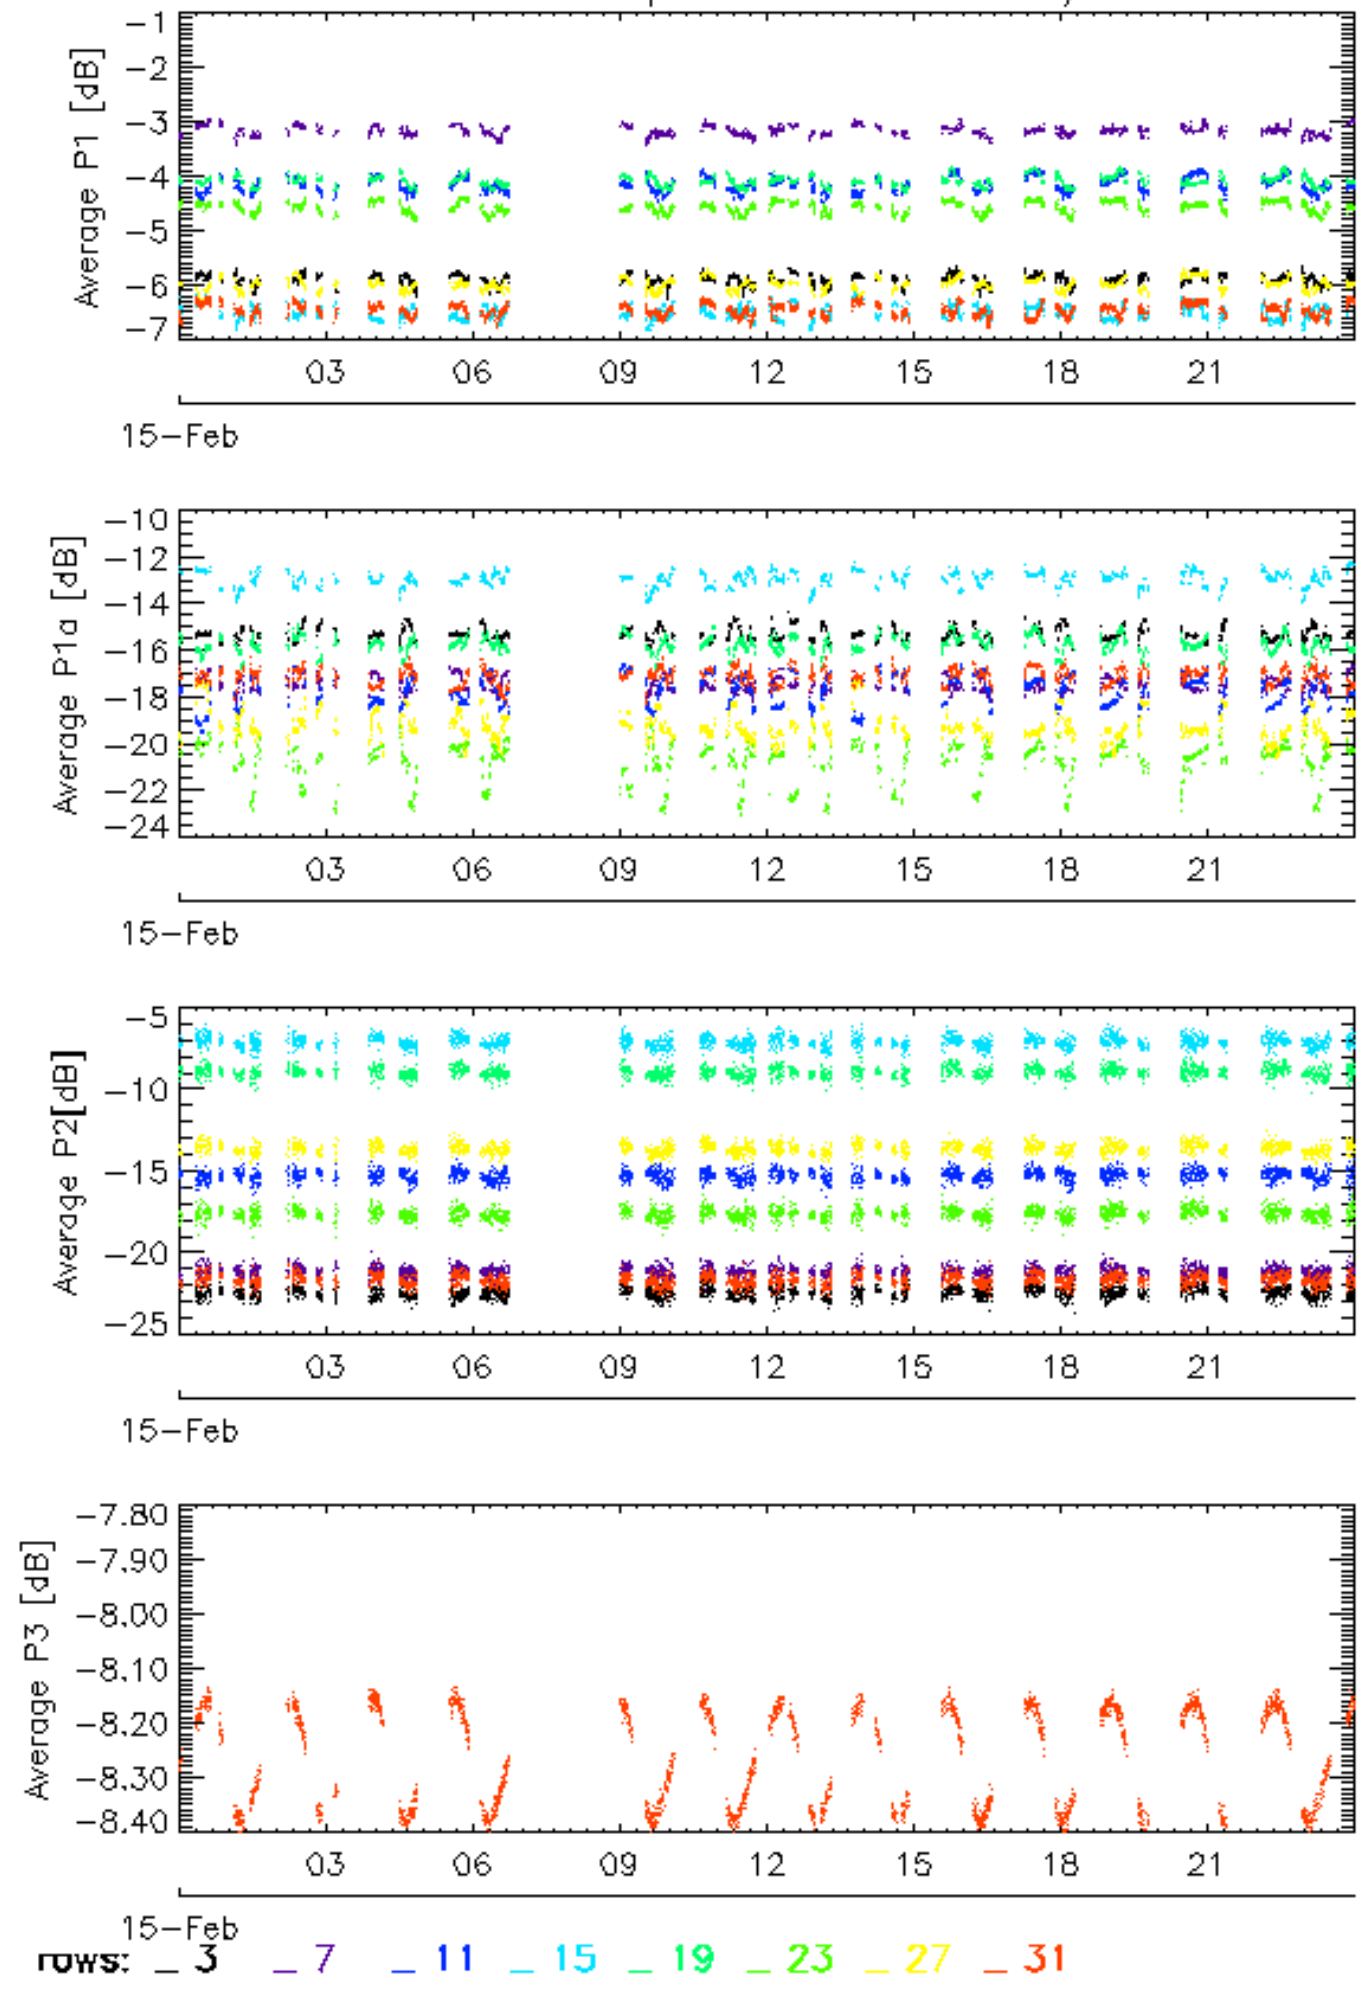 Average P1 [dB]
-1
-2
-3
-4
-5
-6
-7
03 06 09 12 15 18 21
15-Feb
Average P1a [dB]
-10
-12
-14
-16
-18
-20
-22
-24
03 06 09 12 15 18 21
15-Feb
Average P2[dB]
-5
-10
-15
-20
-25
03 06 09 12 15 18 21
15-Feb
Average P3 [dB]
-7.80
-7.90
-8.00
-8.10
-8.20
-8.30
-8.40
03 06 09 12 15 18 21
15-Feb
rows: _ 3 _ 7 _ 11 _ 15 _ 19 _ 23 _ 27 _ 31